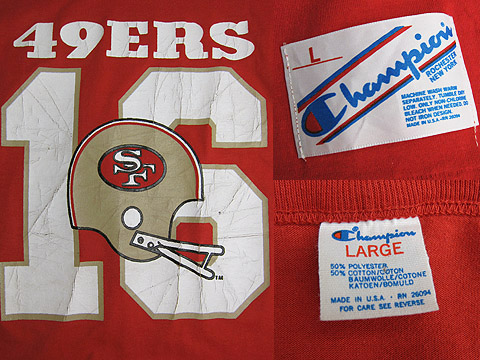 49ERS
16
SF
TM
L
Champion
ROCHESTER
NEW YORK
MACHINE WASH WARM
SEPARATELY. TUMBLE DRY
LOW. ONLY NON-CHLORINE
BLEACH WHEN NEEDED. DO
NOT IRON DESIGN.
MADE IN U.S.A. - RN 26094
Champion
LARGE
50% POLYESTER
50% COTTON/COTON
BAUMWOLLE/COTONE
KATOEN/BOMULD
MADE IN U.S.A. RN 26094
FOR CARE SEE REVERSE